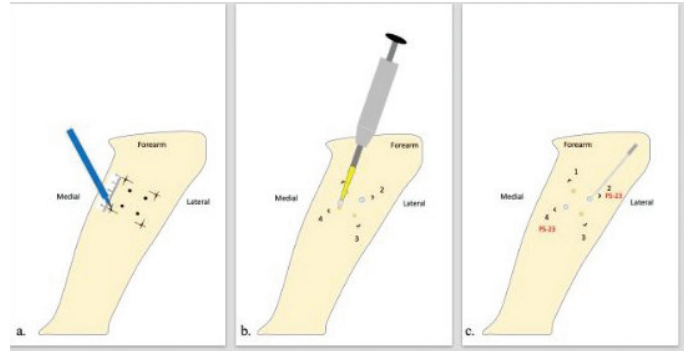 Forearm
Medial
Lateral
a.
Forearm
2
Medial
4
Lateral
3
b.
Forearm
1
2
FS-23
Medial
4
Lateral
FS-23
3
c.